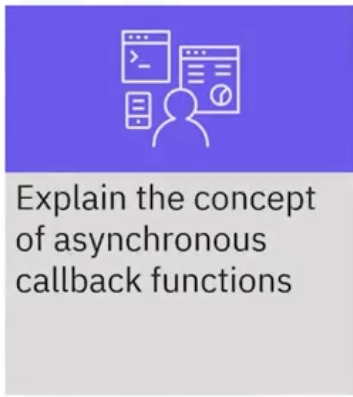 Explain the concept
of asynchronous
callback functions